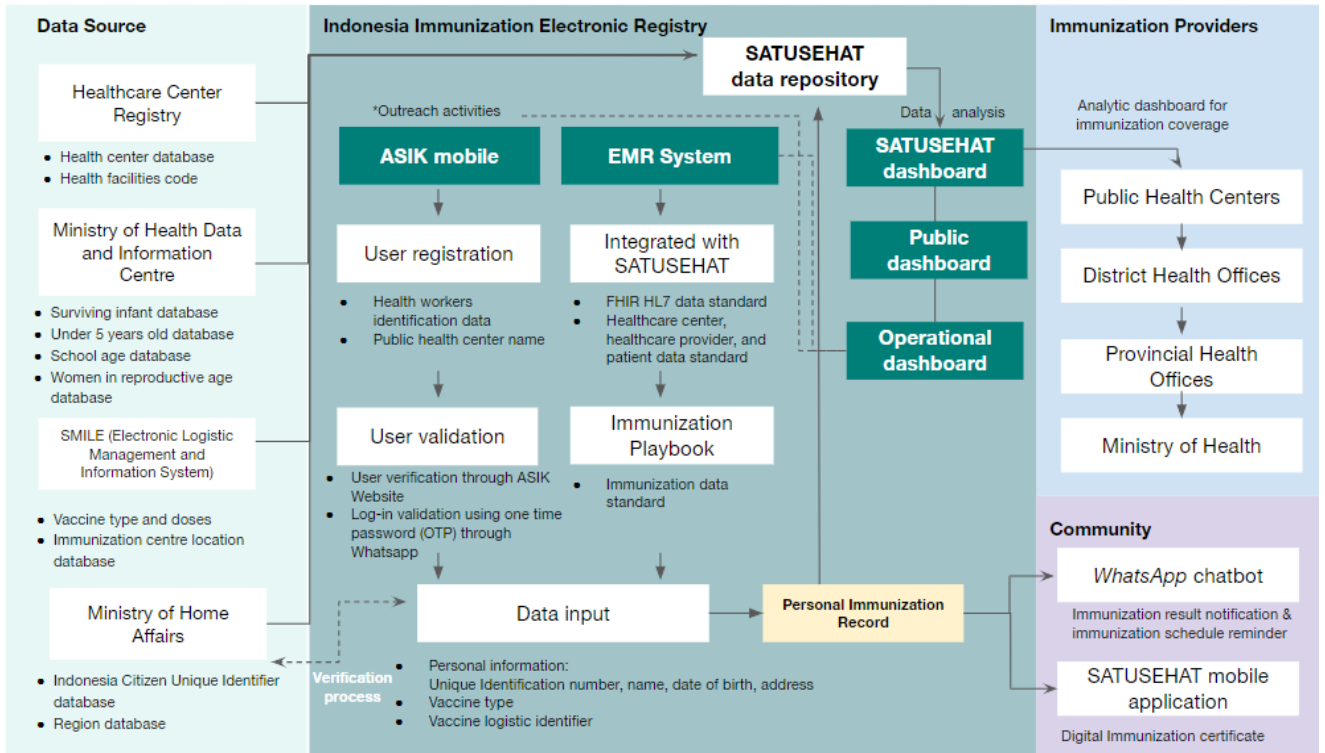 Data Source
Healthcare Center
Registry
● Health center database
● Health facilities code
Ministry of Health Data
and Information
Centre
● Surviving infant database
● Under 5 years old database
● School age database
● Women in reproductive age
database
SMILE (Electronic Logistic
Management and
Information System)
● Vaccine type and doses
● Immunization centre location
database
Ministry of Home
Affairs
● Indonesia Citizen Unique Identifier
database
● Region database
Indonesia Immunization Electronic Registry
SATUSEHAT
data repository
*Outreach activities
ASIK mobile
User registration
● Health workers
identification data
● Public health center name
User validation
● User verification through ASIK
Website
● Log-in validation using one time
password (OTP) through
Whatsapp
EMR System
Integrated with
SATUSEHAT
● FHIR HL7 data standard
● Healthcare center,
healthcare provider, and
patient data standard
Immunization
Playbook
● Immunization data
standard
Data analysis
SATUSEHAT
dashboard
Public
dashboard
Operational
dashboard
Data input
Verification
process
● Personal information:
Unique Identification number, name, date of birth, address
● Vaccine type
● Vaccine logistic identifier
Personal Immunization
Record
Immunization Providers
Analytic dashboard for
immunization coverage
Public Health Centers
District Health Offices
Provincial Health
Offices
Ministry of Health
Community
WhatsApp chatbot
Immunization result notification &
immunization schedule reminder
SATUSEHAT mobile
application
Digital Immunization certificate